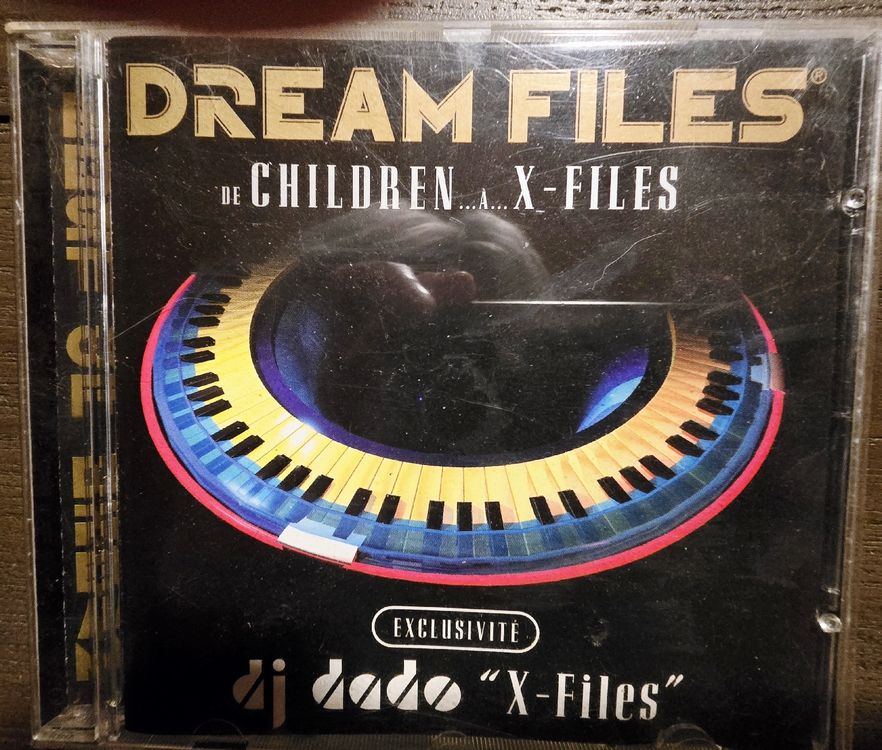 DREAM FILES®
DE CHILDREN...À...X-FILES
EXCLUSIVITÉ
dj dado "X-Files"